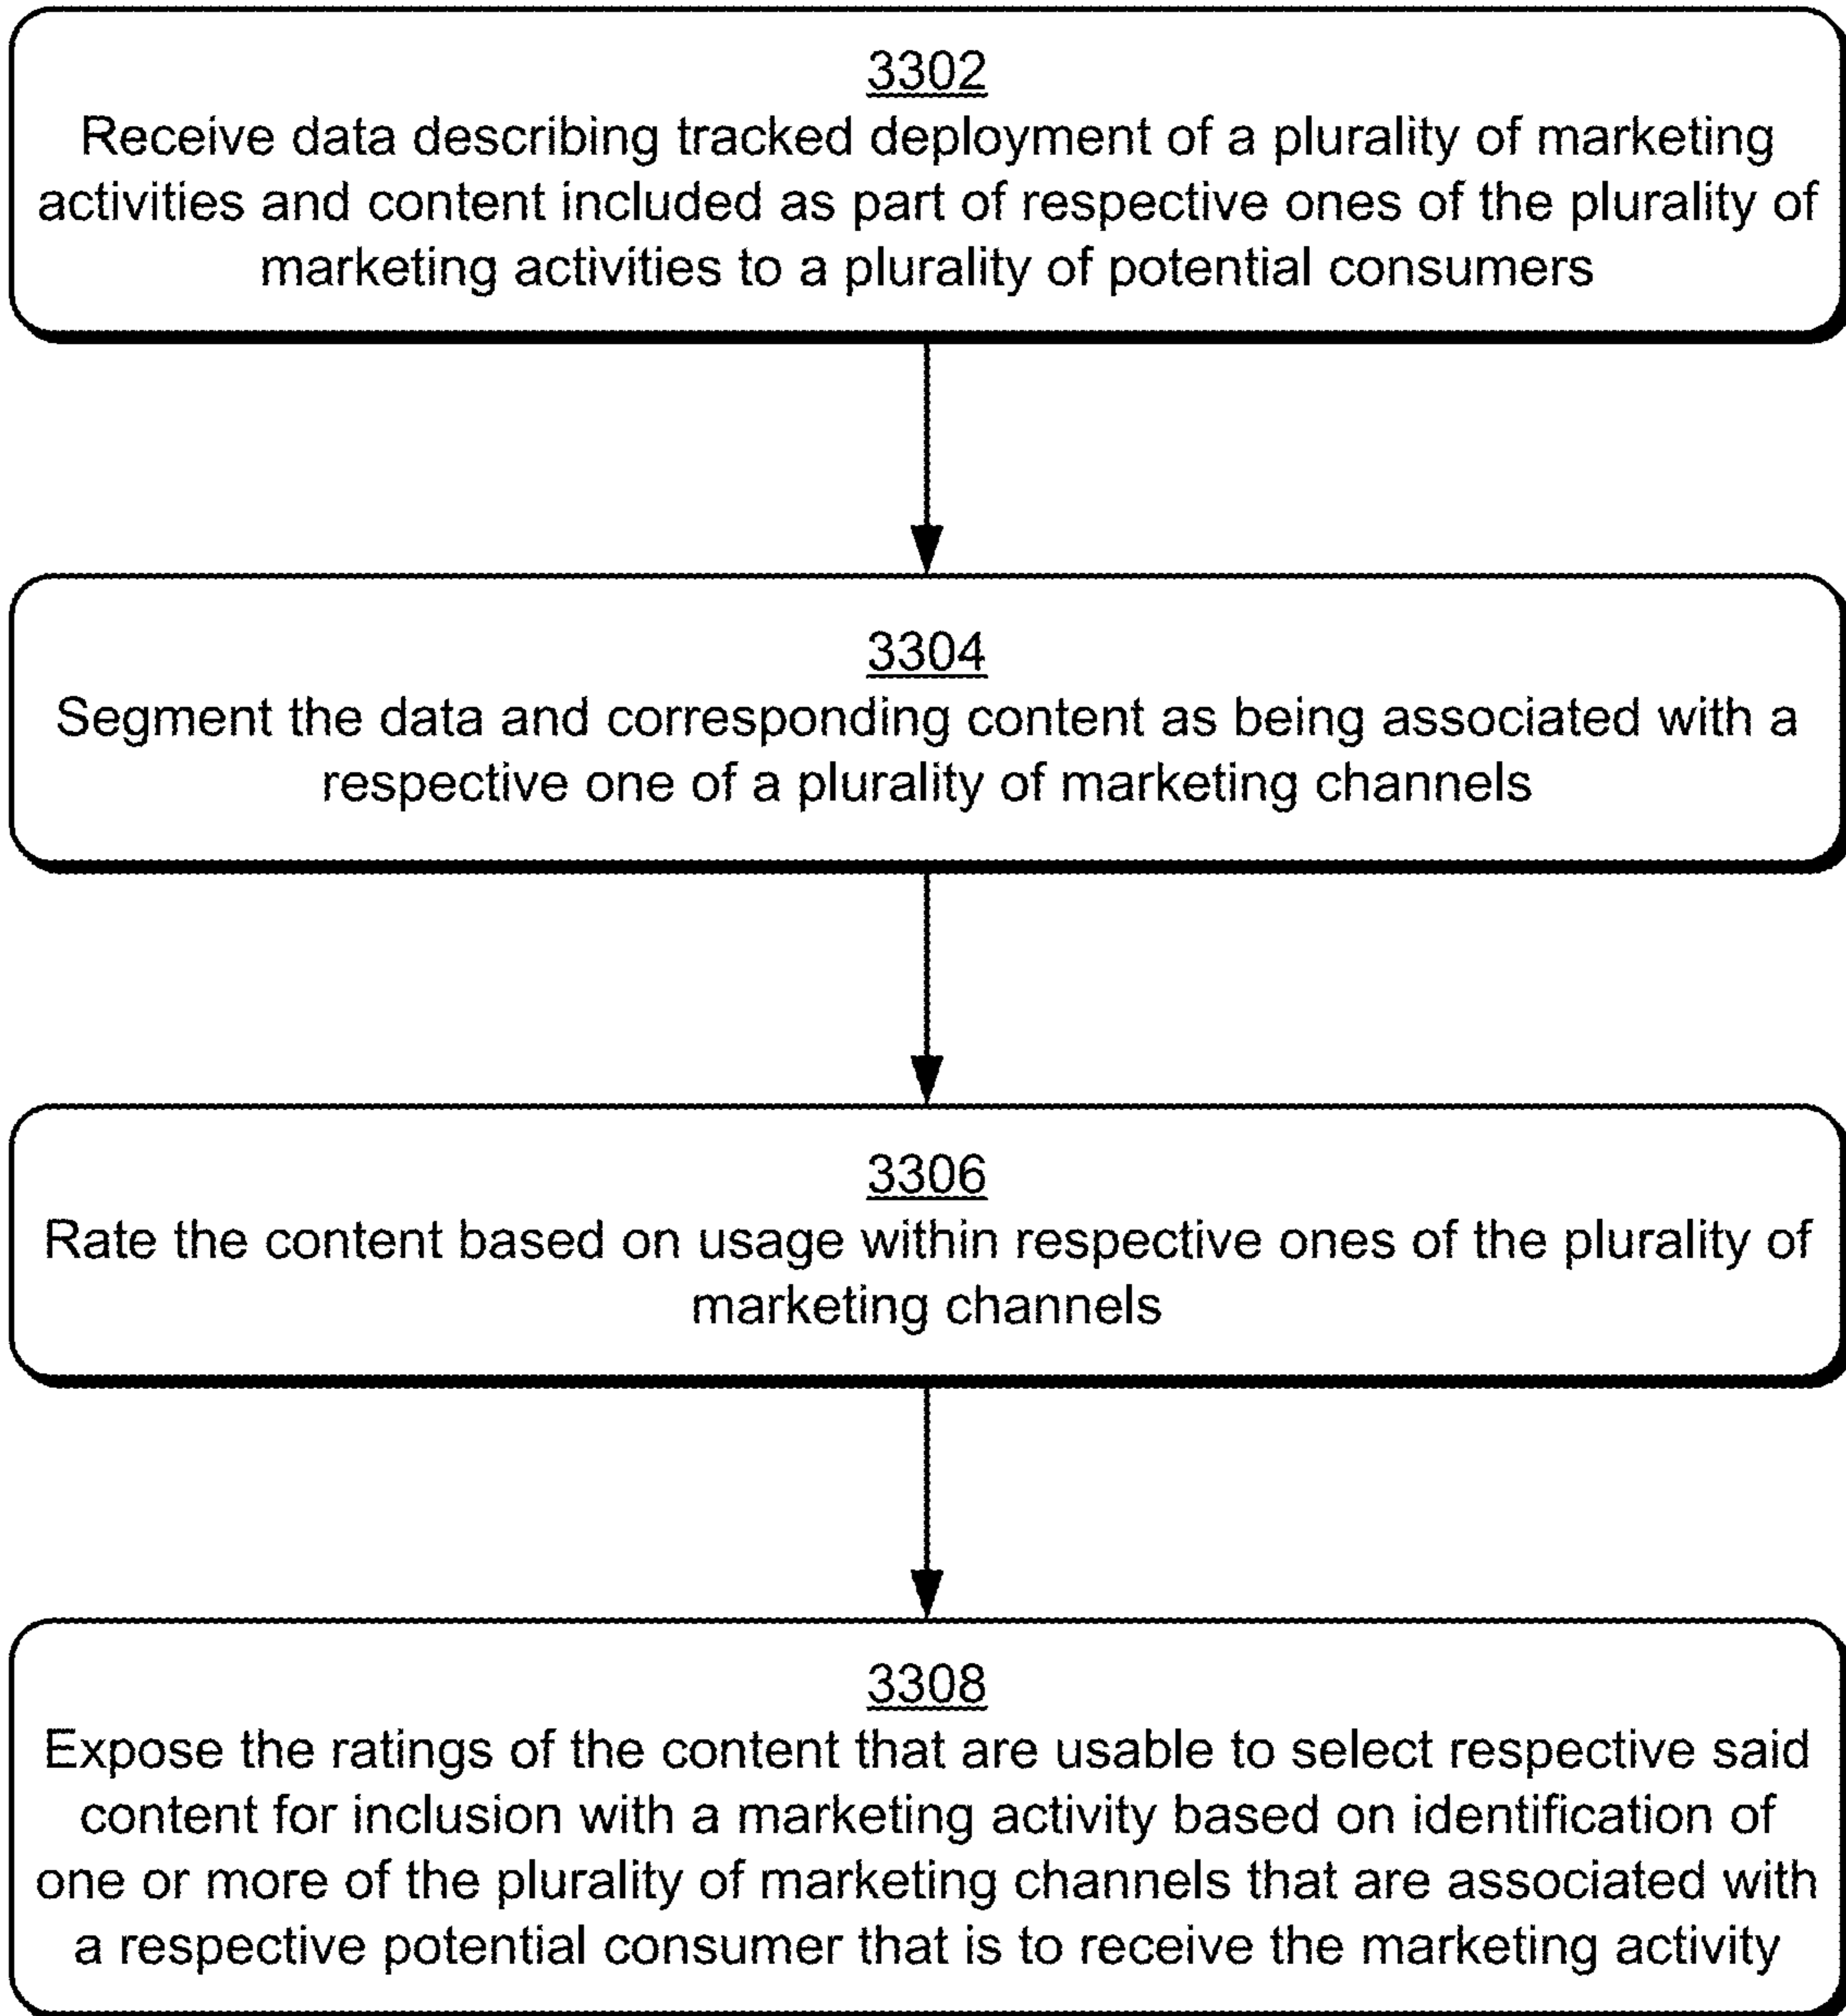 3302
Receive data describing tracked deployment of a plurality of marketing
activities and content included as part of respective ones of the plurality of
marketing activities to a plurality of potential consumers
3304
Segment the data and corresponding content as being associated with a
respective one of a plurality of marketing channels
3306
Rate the content based on usage within respective ones of the plurality of
marketing channels
3308
Expose the ratings of the content that are usable to select respective said
content for inclusion with a marketing activity based on identification of
one or more of the plurality of marketing channels that are associated with
a respective potential consumer that is to receive the marketing activity